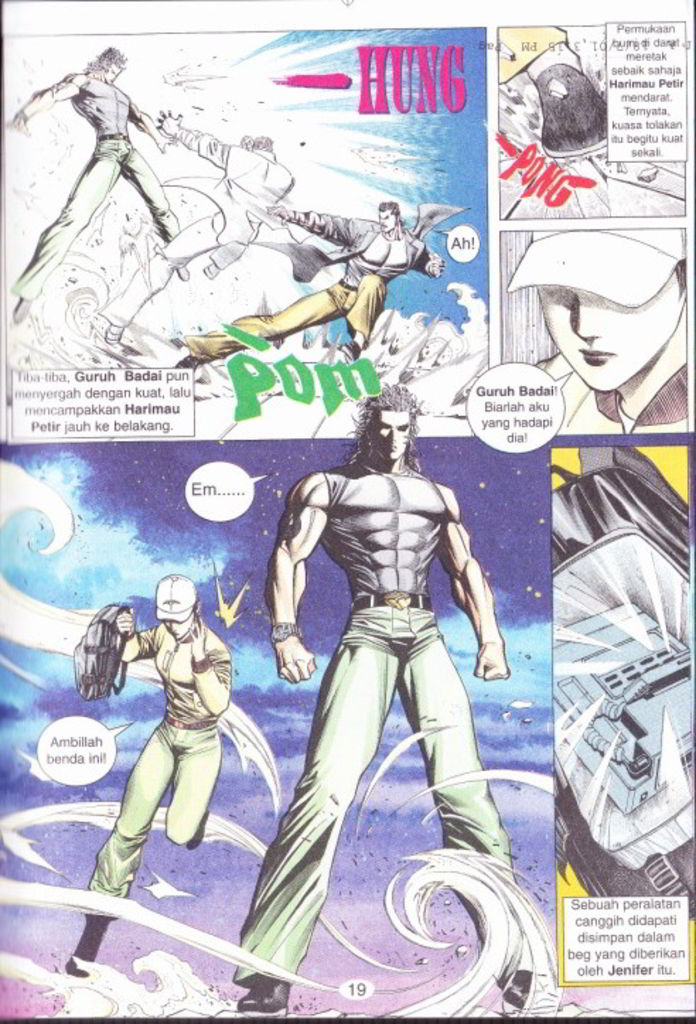 HUNG
Ah!
POM
Tiba-tiba, Guruh Badai pun
menyergah dengan kuat, lalu
mencampakkan Harimau
Petir jauh ke belakang.
Permukaan
bumi di darat
meretak
sebaik sahaja
Harimau Petir
mendarat.
Ternyata,
kuasa tolakan
itu begitu kuat
sekali.
PONG
Guruh Badai!
Biarlah aku
yang hadapi
dia!
Em......
Ambillah
benda ini!
Sebuah peralatan
canggih didapati
disimpan dalam
beg yang diberikan
oleh Jenifer itu.
19